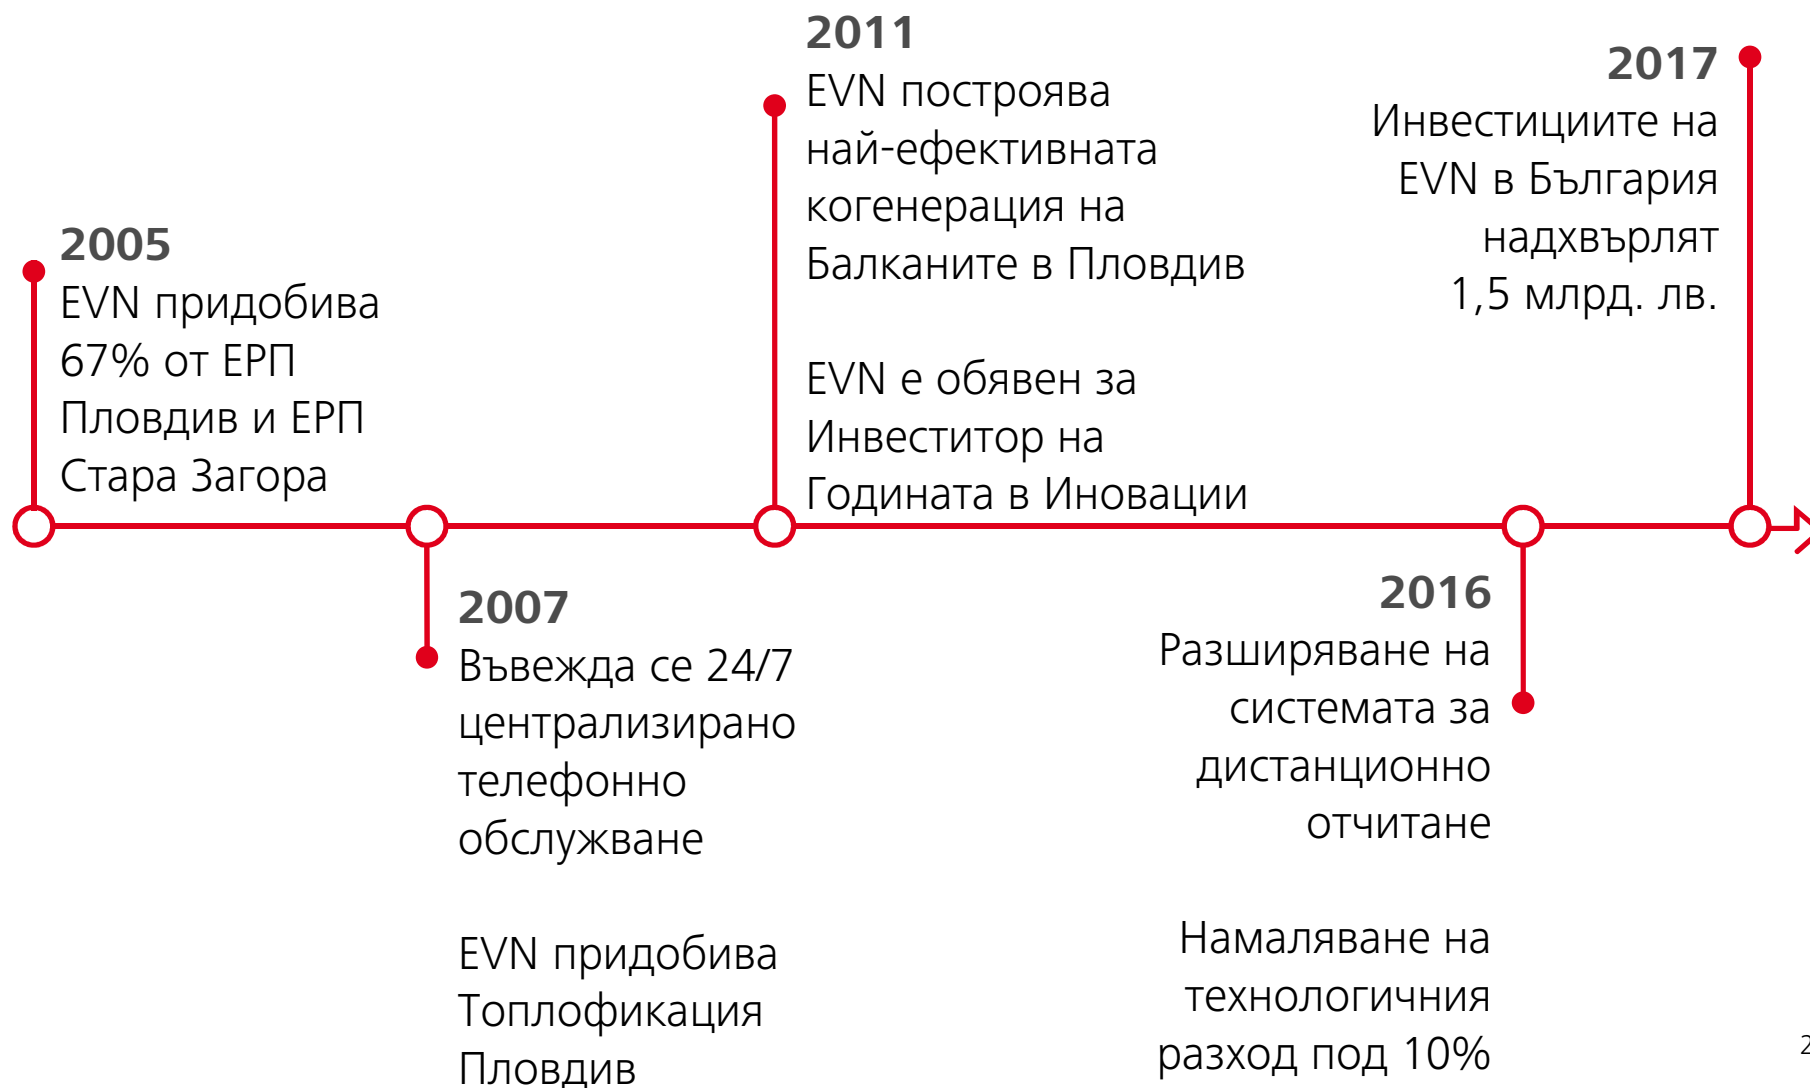 2005
EVN придобива
67% от ЕРП
Пловдив и ЕРП
Стара Загора
2007
Въвежда се 24/7
централизирано
телефонно
обслужване
EVN придобива
Топлофикация
Пловдив
2011
EVN построява
най-ефективната
когенерация на
Балканите в Пловдив
EVN е обявен за
Инвеститор на
Годината в Иновации
2016
Разширяване на
системата за
дистанционно
отчитане
Намаляване на
технологичния
разход под 10%
2017
Инвестициите на
EVN в България
надхвърлят
1,5 млрд. лв.
2